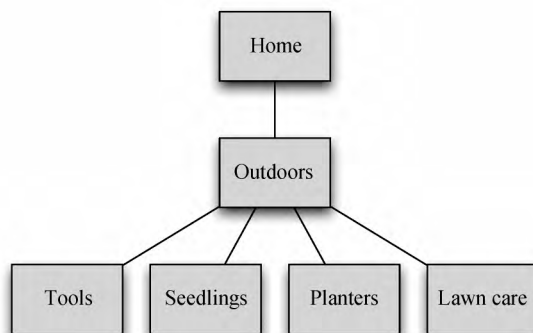 Home
Outdoors
Tools
Seedlings
Planters
Lawn care